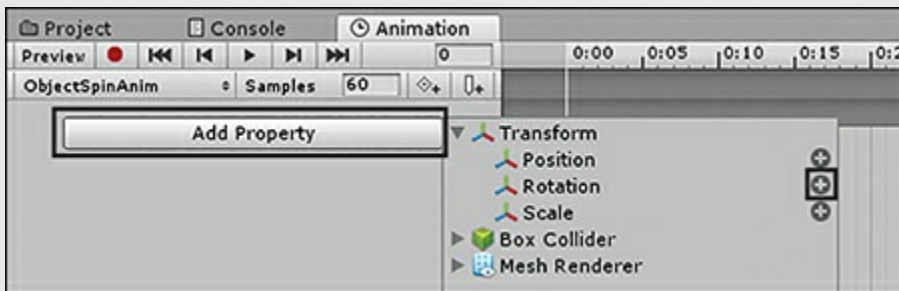 Project Console Animation
Preview 0 0:00 0:05 0:10 0:15
ObjectSpinAnim Samples 60
Add Property
Transform
Position
Rotation
Scale
Box Collider
Mesh Renderer